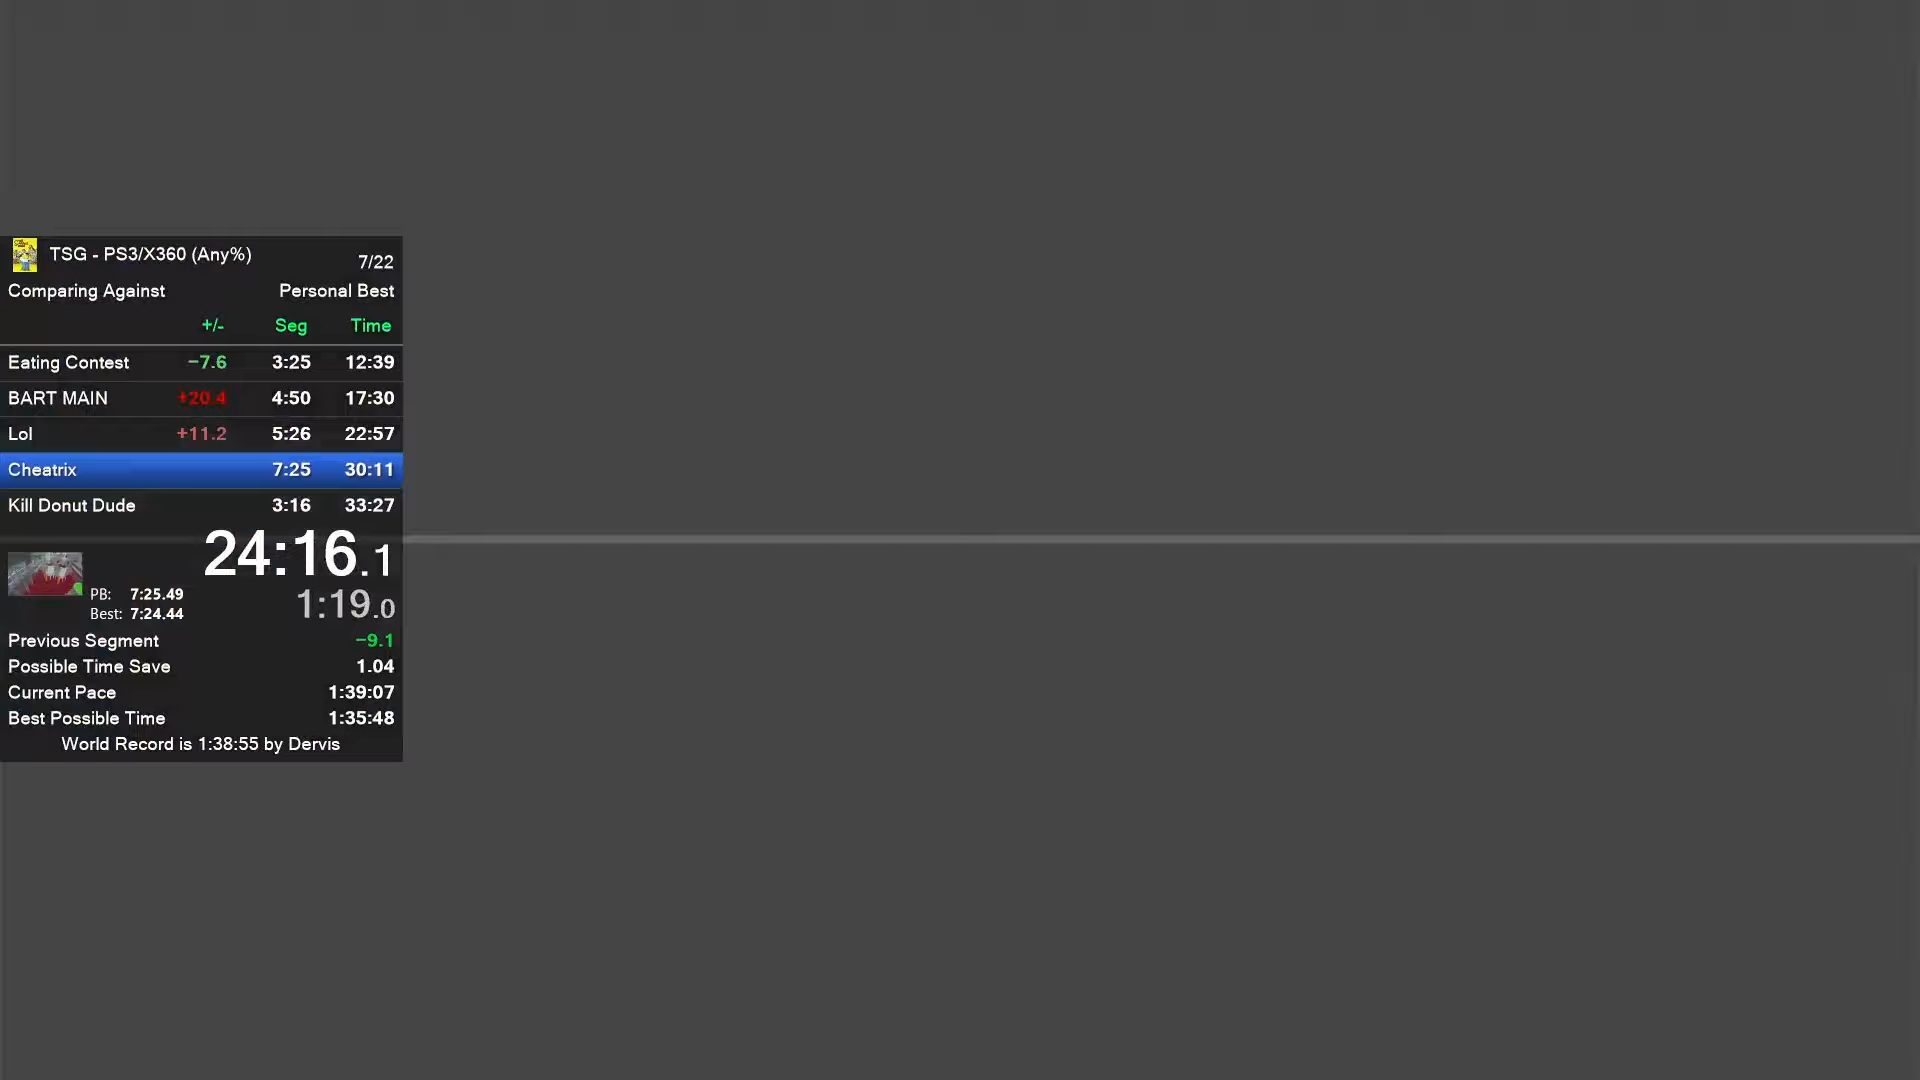 TSG - PS3/X360 (Any%)
7/22
Comparing Against Personal Best
+/- Seg Time
Eating Contest −7.6 3:25 12:39
BART MAIN +20.4 4:50 17:30
Lol +11.2 5:26 22:57
Cheatrix 7:25 30:11
Kill Donut Dude 3:16 33:27
24:16.1
PB: 7:25.49
1:19.0
Best: 7:24.44
Previous Segment −9.1
Possible Time Save 1.04
Current Pace 1:39:07
Best Possible Time 1:35:48
World Record is 1:38:55 by Dervis